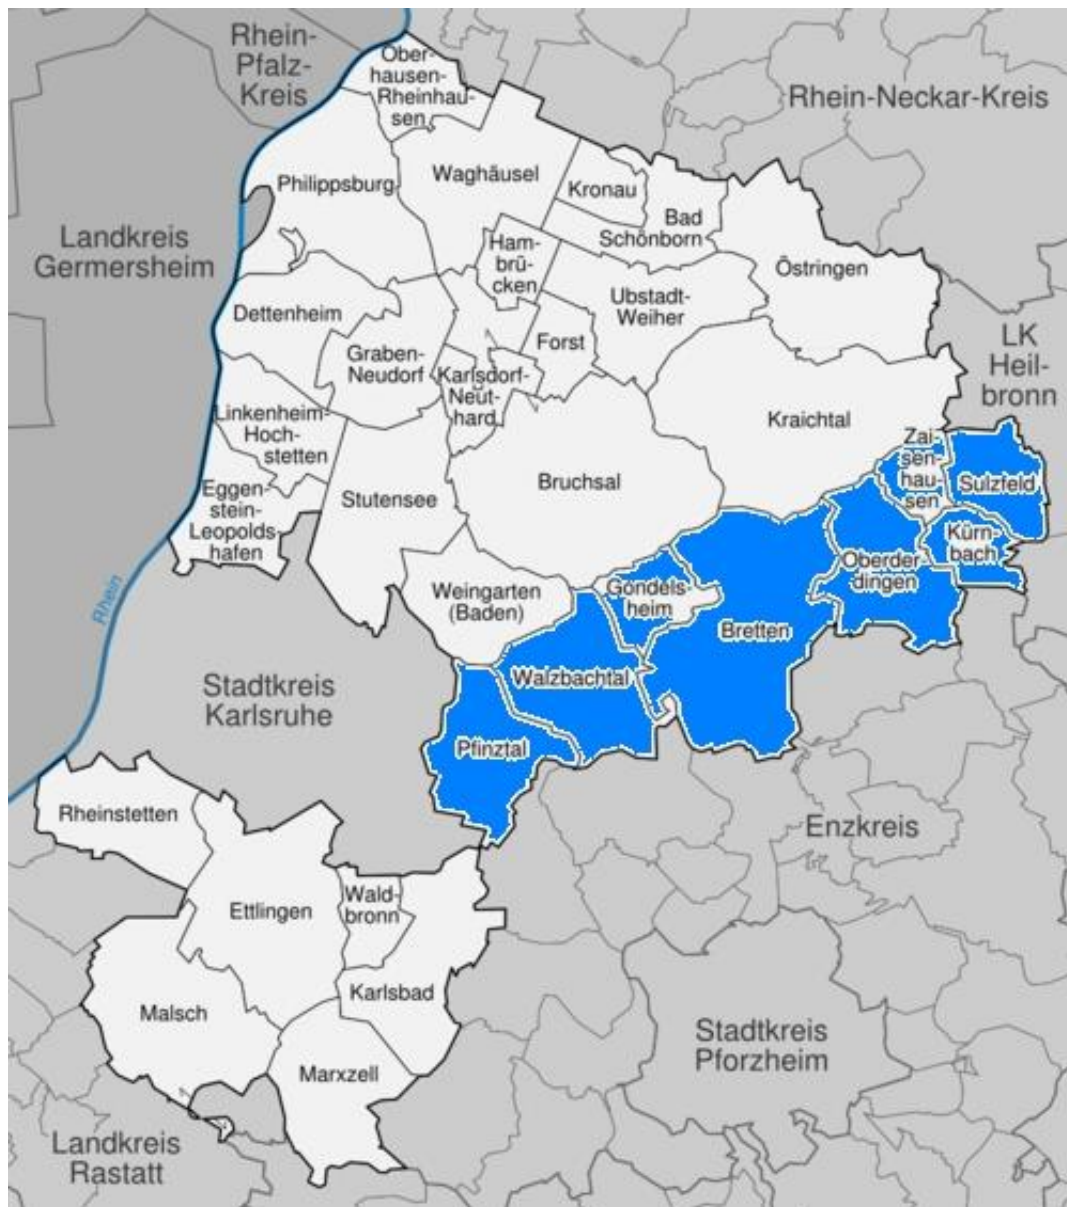 Rhein-
Pfalz-
Kreis
Ober-
hausen-
Rheinhau-
sen
Rhein-Neckar-Kreis
Philippsburg
Waghäusel
Kronau
Bad
Schönborn
Landkreis
Germersheim
Ham-
brü-
cken
Östringen
Ubstadt-
Weiher
Dettenheim
Forst
Graben-
Neudorf
Karlsdorf-
Neut-
hard
LK
Heil-
bronn
Linkenheim-
Hoch-
stetten
Kraichtal
Zai-
sen-
hau-
sen
Sulzfeld
Bruchsal
Stutensee
Eggen-
stein-
Leopolds-
hafen
Kürn-
bach
Oberder-
dingen
Rhein
Weingarten
(Baden)
Gondels-
heim
Bretten
Stadtkreis
Karlsruhe
Walzbachtal
Pfinztal
Rheinstetten
Enzkreis
Ettlingen
Wald-
bronn
Karlsbad
Malsch
Stadtkreis
Pforzheim
Marxzell
Landkreis
Rastatt